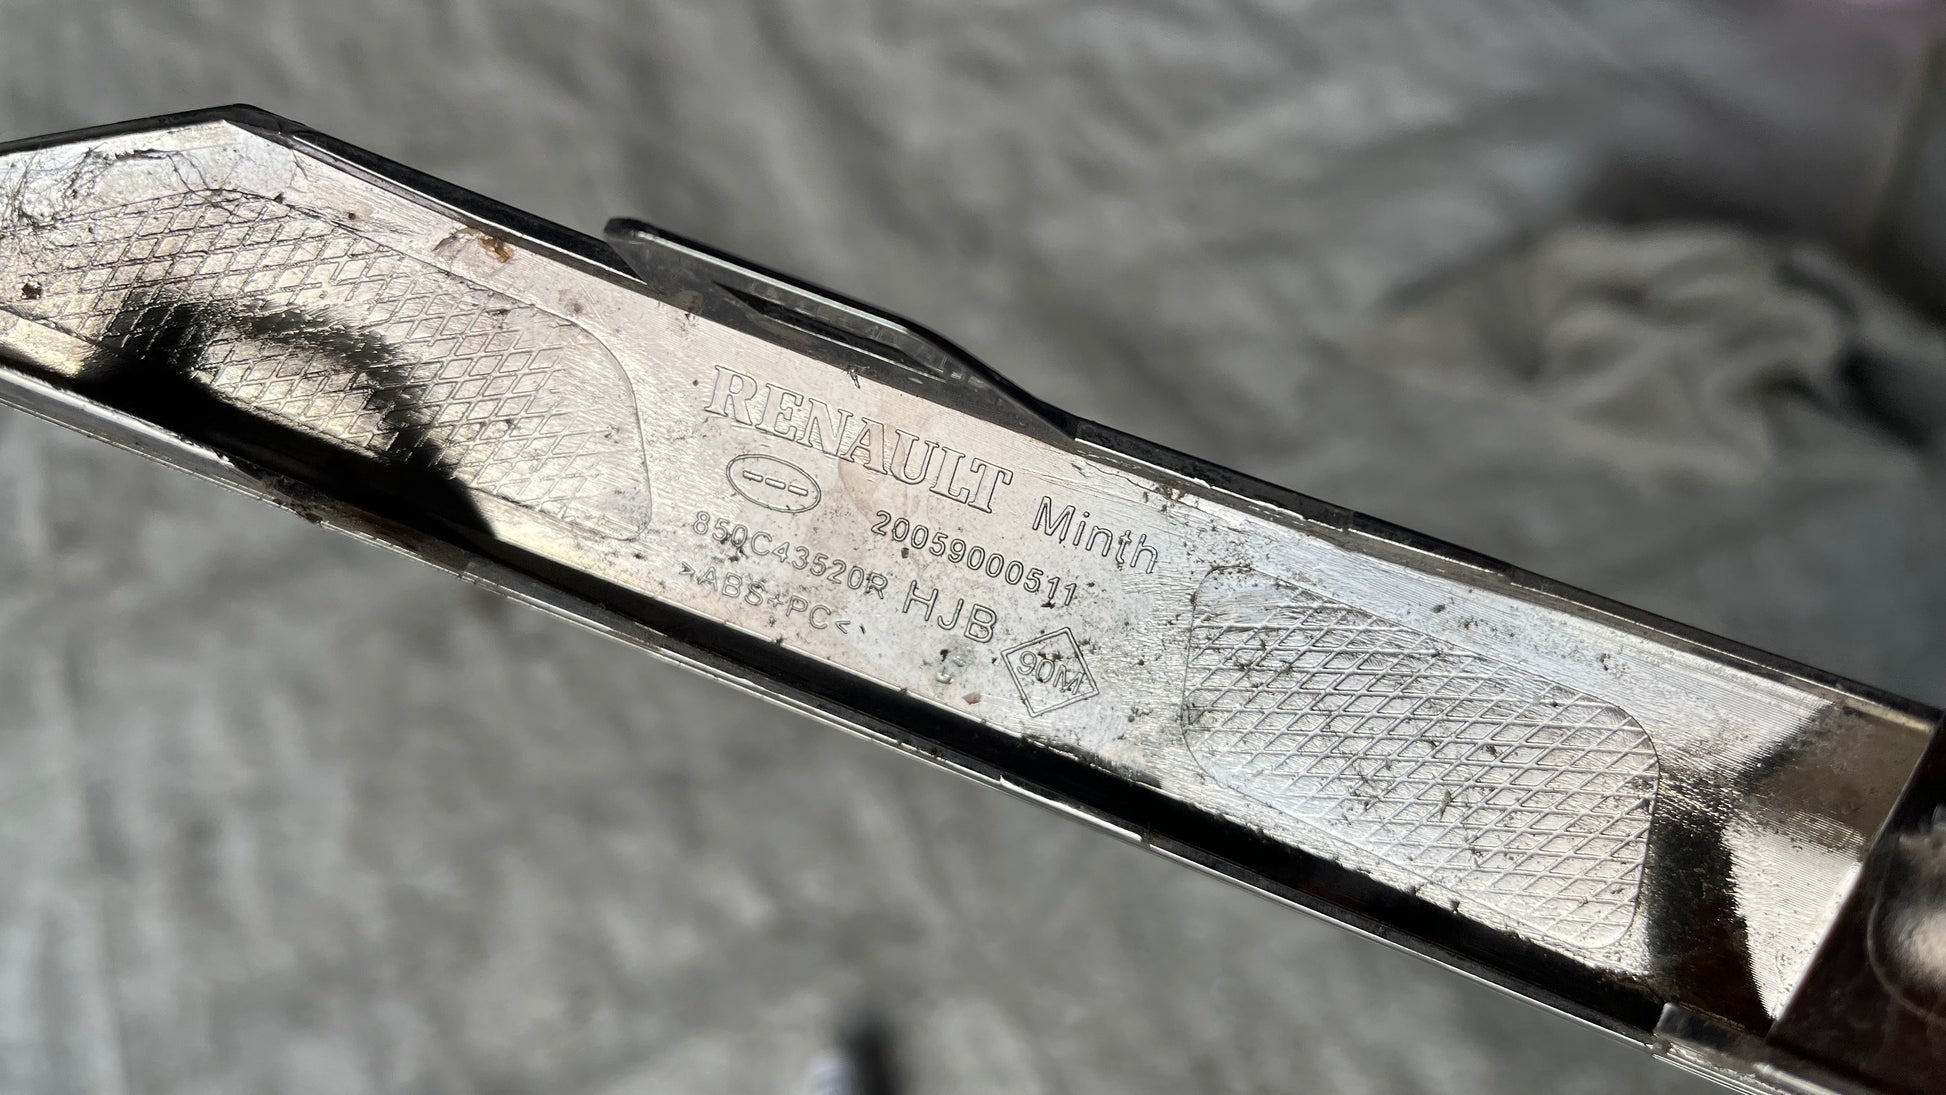 RENAULT Minth
---
20059000511
850C43520R HJB
>ABS+PC<
90M